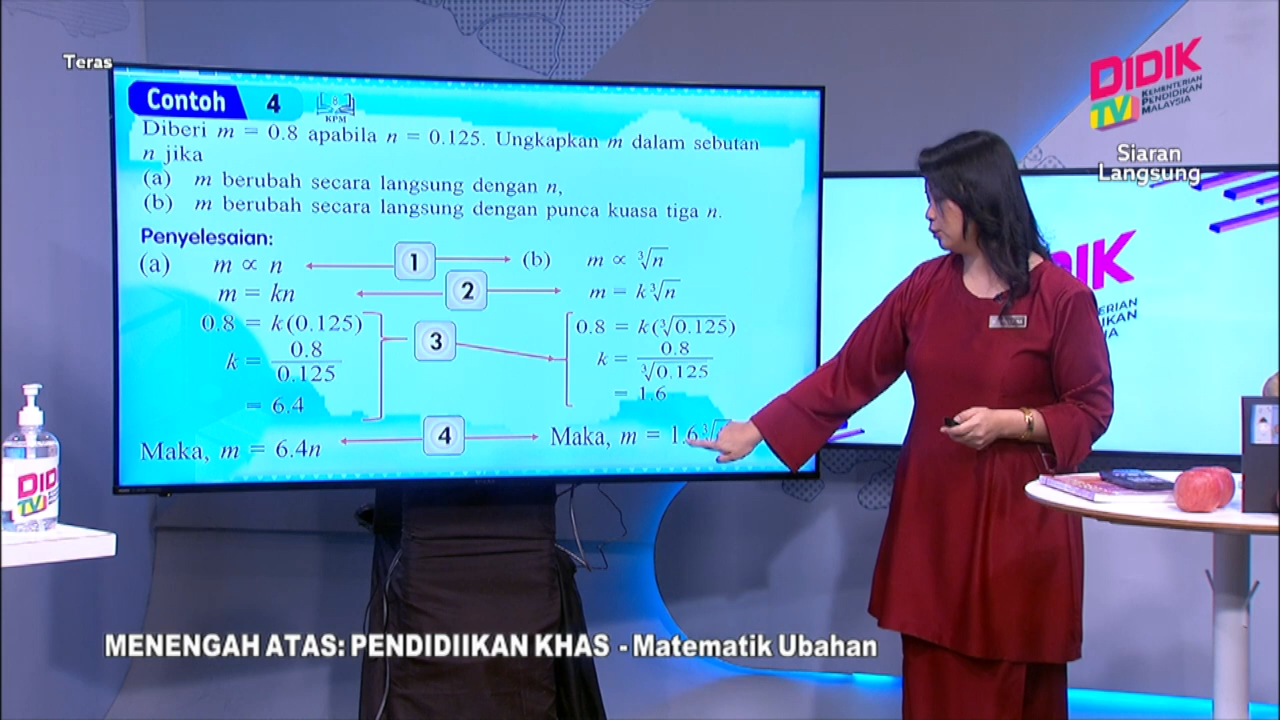 Teras
Contoh 4
KPM
Diberi m = 0.8 apabila n = 0.125. Ungkapkan m dalam sebutan
n jika
(a) m berubah secara langsung dengan n,
(b) m berubah secara langsung dengan punca kuasa tiga n.
Penyelesaian:
(a) m ∝ n
m = kn
0.8 = k(0.125)
k = 0.8/0.125
= 6.4
Maka, m = 6.4n
1
2
3
4
(b) m ∝ ∛n
m = k∛n
0.8 = k(∛0.125)
k = 0.8/∛0.125
= 1.6
Maka, m = 1.6∛
DIDIK
TV
KEMENTERIAN
PENDIDIKAN
MALAYSIA
Siaran
Langsung
DIDIK
TV
MENENGAH ATAS: PENDIDIIKAN KHAS - Matematik Ubahan